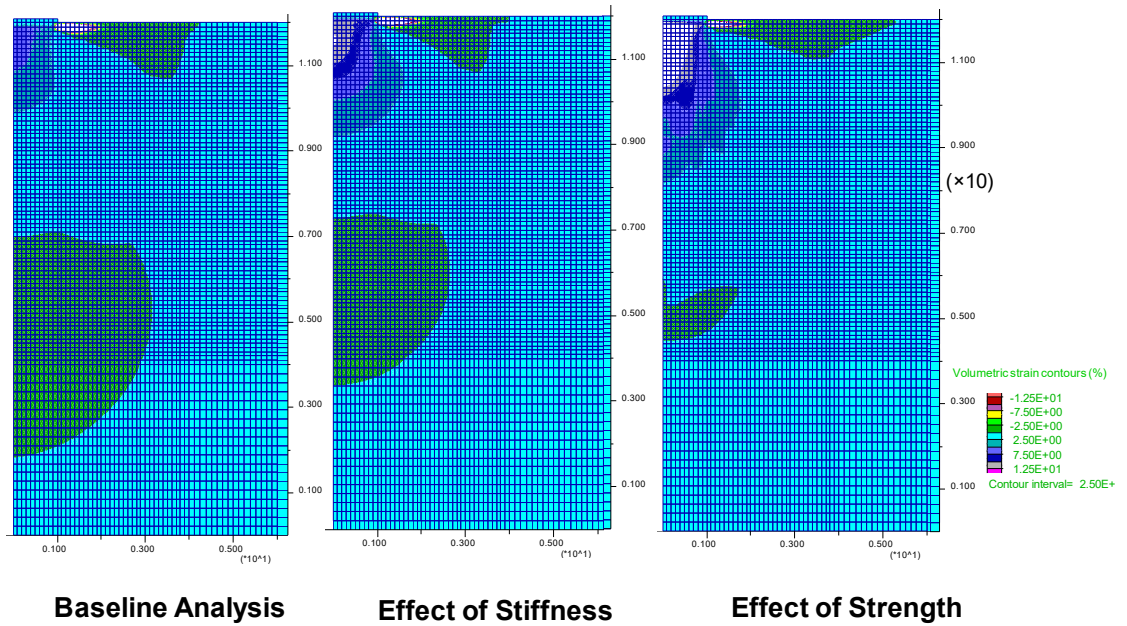 1.100
0.900
0.700
0.500
0.300
0.100
0.100 0.300 0.500
(*10^1)
Baseline Analysis
1.100
0.900
0.700
0.500
0.300
0.100
0.100 0.300 0.500
(*10^1)
Effect of Stiffness
1.100
0.900
(×10)
0.700
0.500
0.300
0.100
0.100 0.300 0.500
(*10^1)
Effect of Strength
Volumetric strain contours (%)
-1.25E+01
-7.50E+00
-2.50E+00
2.50E+00
7.50E+00
1.25E+01
Contour interval= 2.50E+